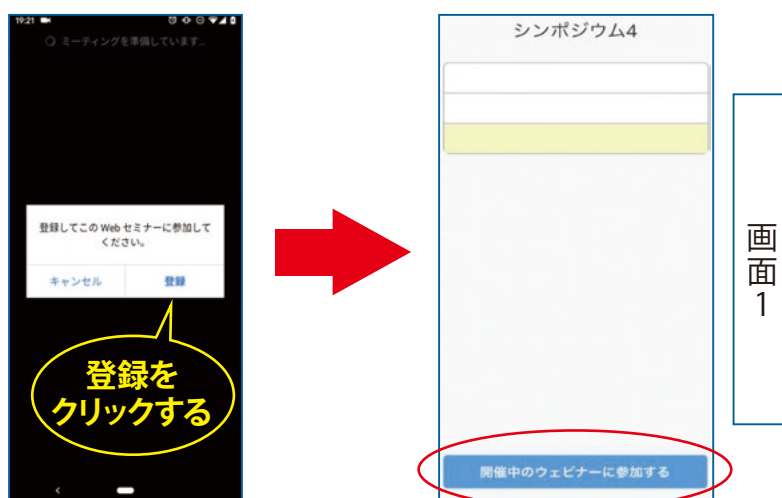 19:21
ミーティングを準備しています...
登録してこの Web セミナーに参加して
ください。
キャンセル 登録
登録を
クリックする
シンポジウム4
開催中のウェビナーに参加する
画面1